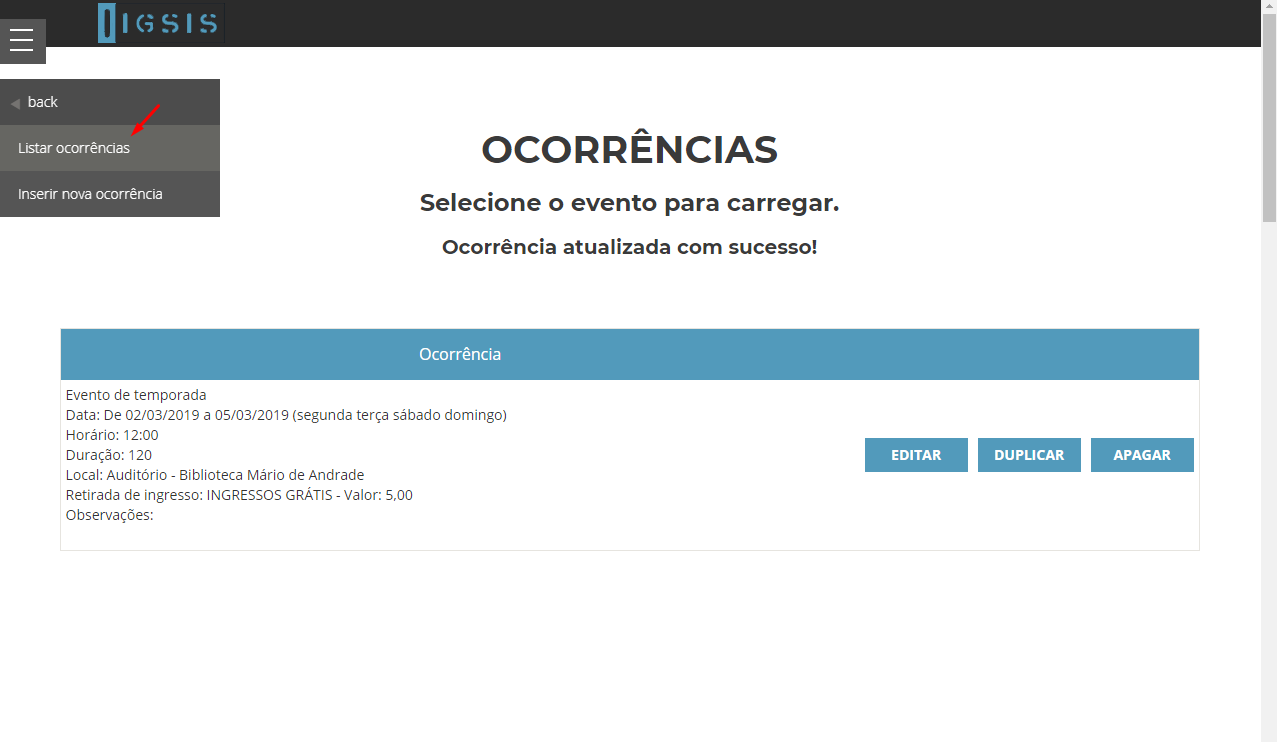 IGSIS
back
Listar ocorrências
Inserir nova ocorrência
OCORRÊNCIAS
Selecione o evento para carregar.
Ocorrência atualizada com sucesso!
Ocorrência
Evento de temporada
Data: De 02/03/2019 a 05/03/2019 (segunda terça sábado domingo)
Horário: 12:00
Duração: 120
Local: Auditório - Biblioteca Mário de Andrade
Retirada de ingresso: INGRESSOS GRÁTIS - Valor: 5,00
Observações:
EDITAR
DUPLICAR
APAGAR